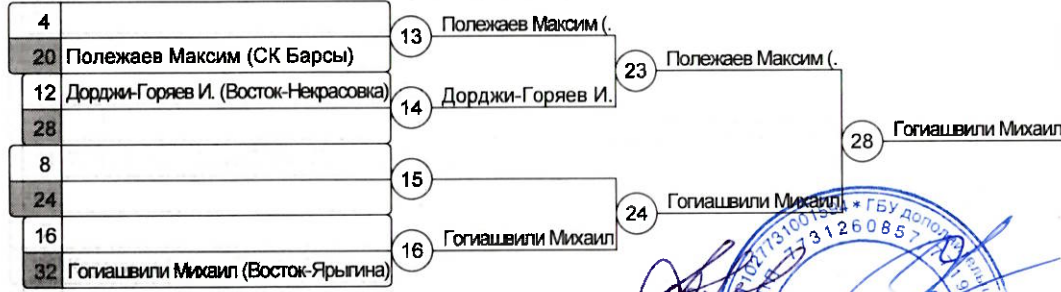 4
20 Полежаев Максим (СК Барсы)
12 Дорджи-Горяев И. (Восток-Некрасовка)
28
8
24
16
32 Гогиашвили Михаил (Восток-Ярыгина)
13 Полежаев Максим (.
14 Дорджи-Горяев И.
15
16 Гогиашвили Михаил
23 Полежаев Максим (.
24 Гогиашвили Михаил
28 Гогиашвили Михаил
* ГБУ
7731260857